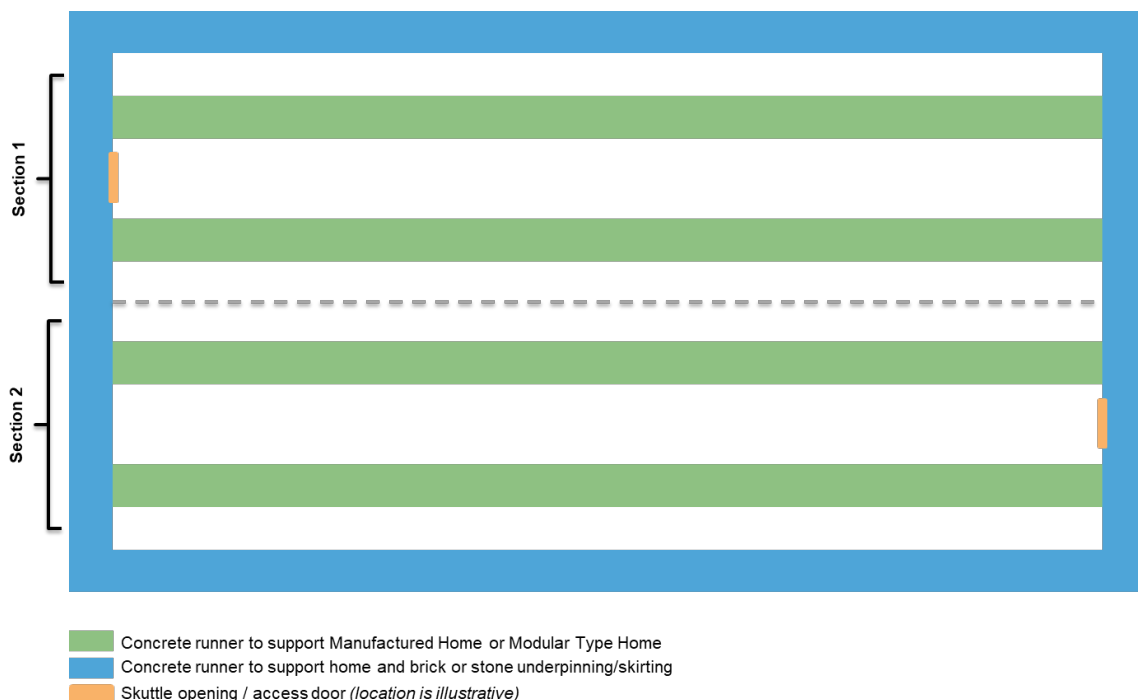 Section 1
Section 2
Concrete runner to support Manufactured Home or Modular Type Home
Concrete runner to support home and brick or stone underpinning/skirting
Skuttle opening / access door (location is illustrative)